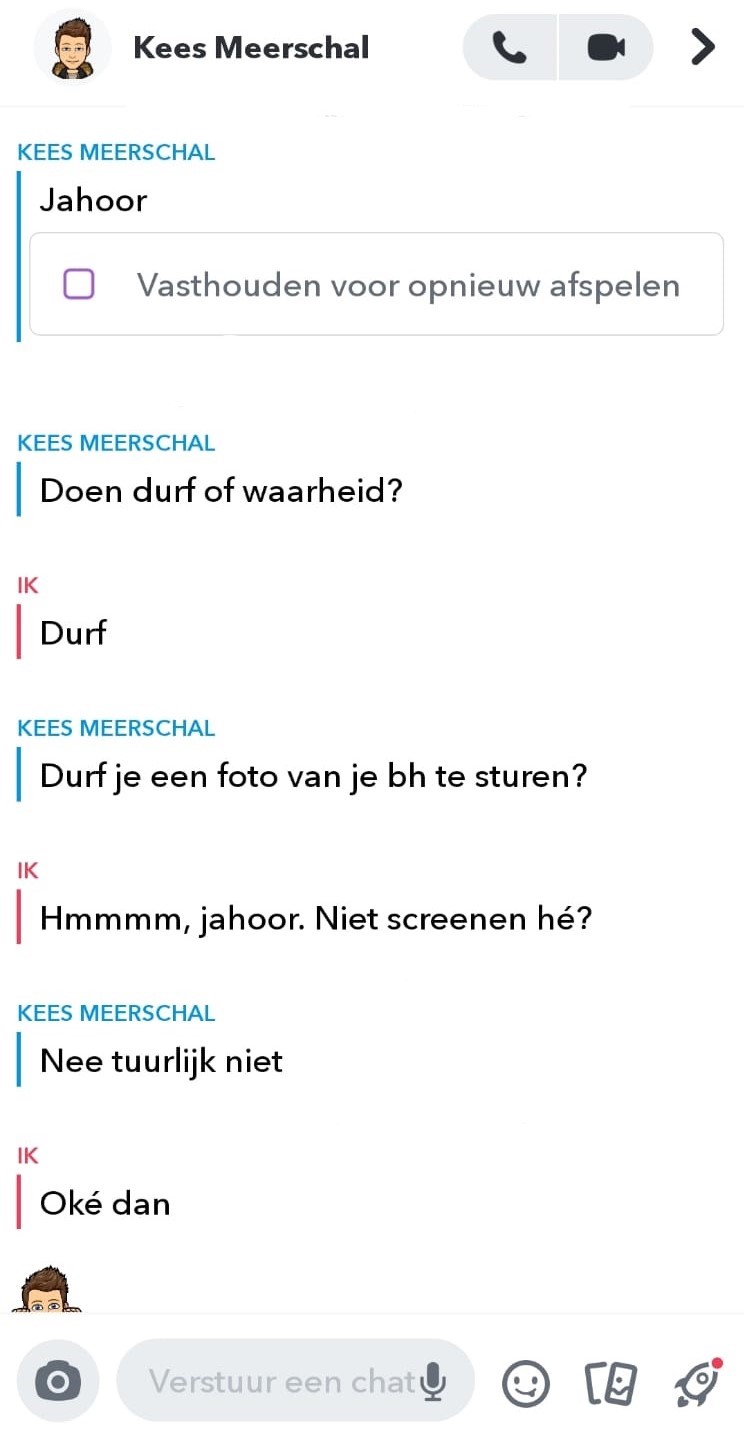 Kees Meerschal
KEES MEERSCHAL
Jahoor
Vasthouden voor opnieuw afspelen
KEES MEERSCHAL
Doen durf of waarheid?
IK
Durf
KEES MEERSCHAL
Durf je een foto van je bh te sturen?
IK
Hmmmm, jahoor. Niet screenen hé?
KEES MEERSCHAL
Nee tuurlijk niet
IK
Oké dan
Verstuur een chat